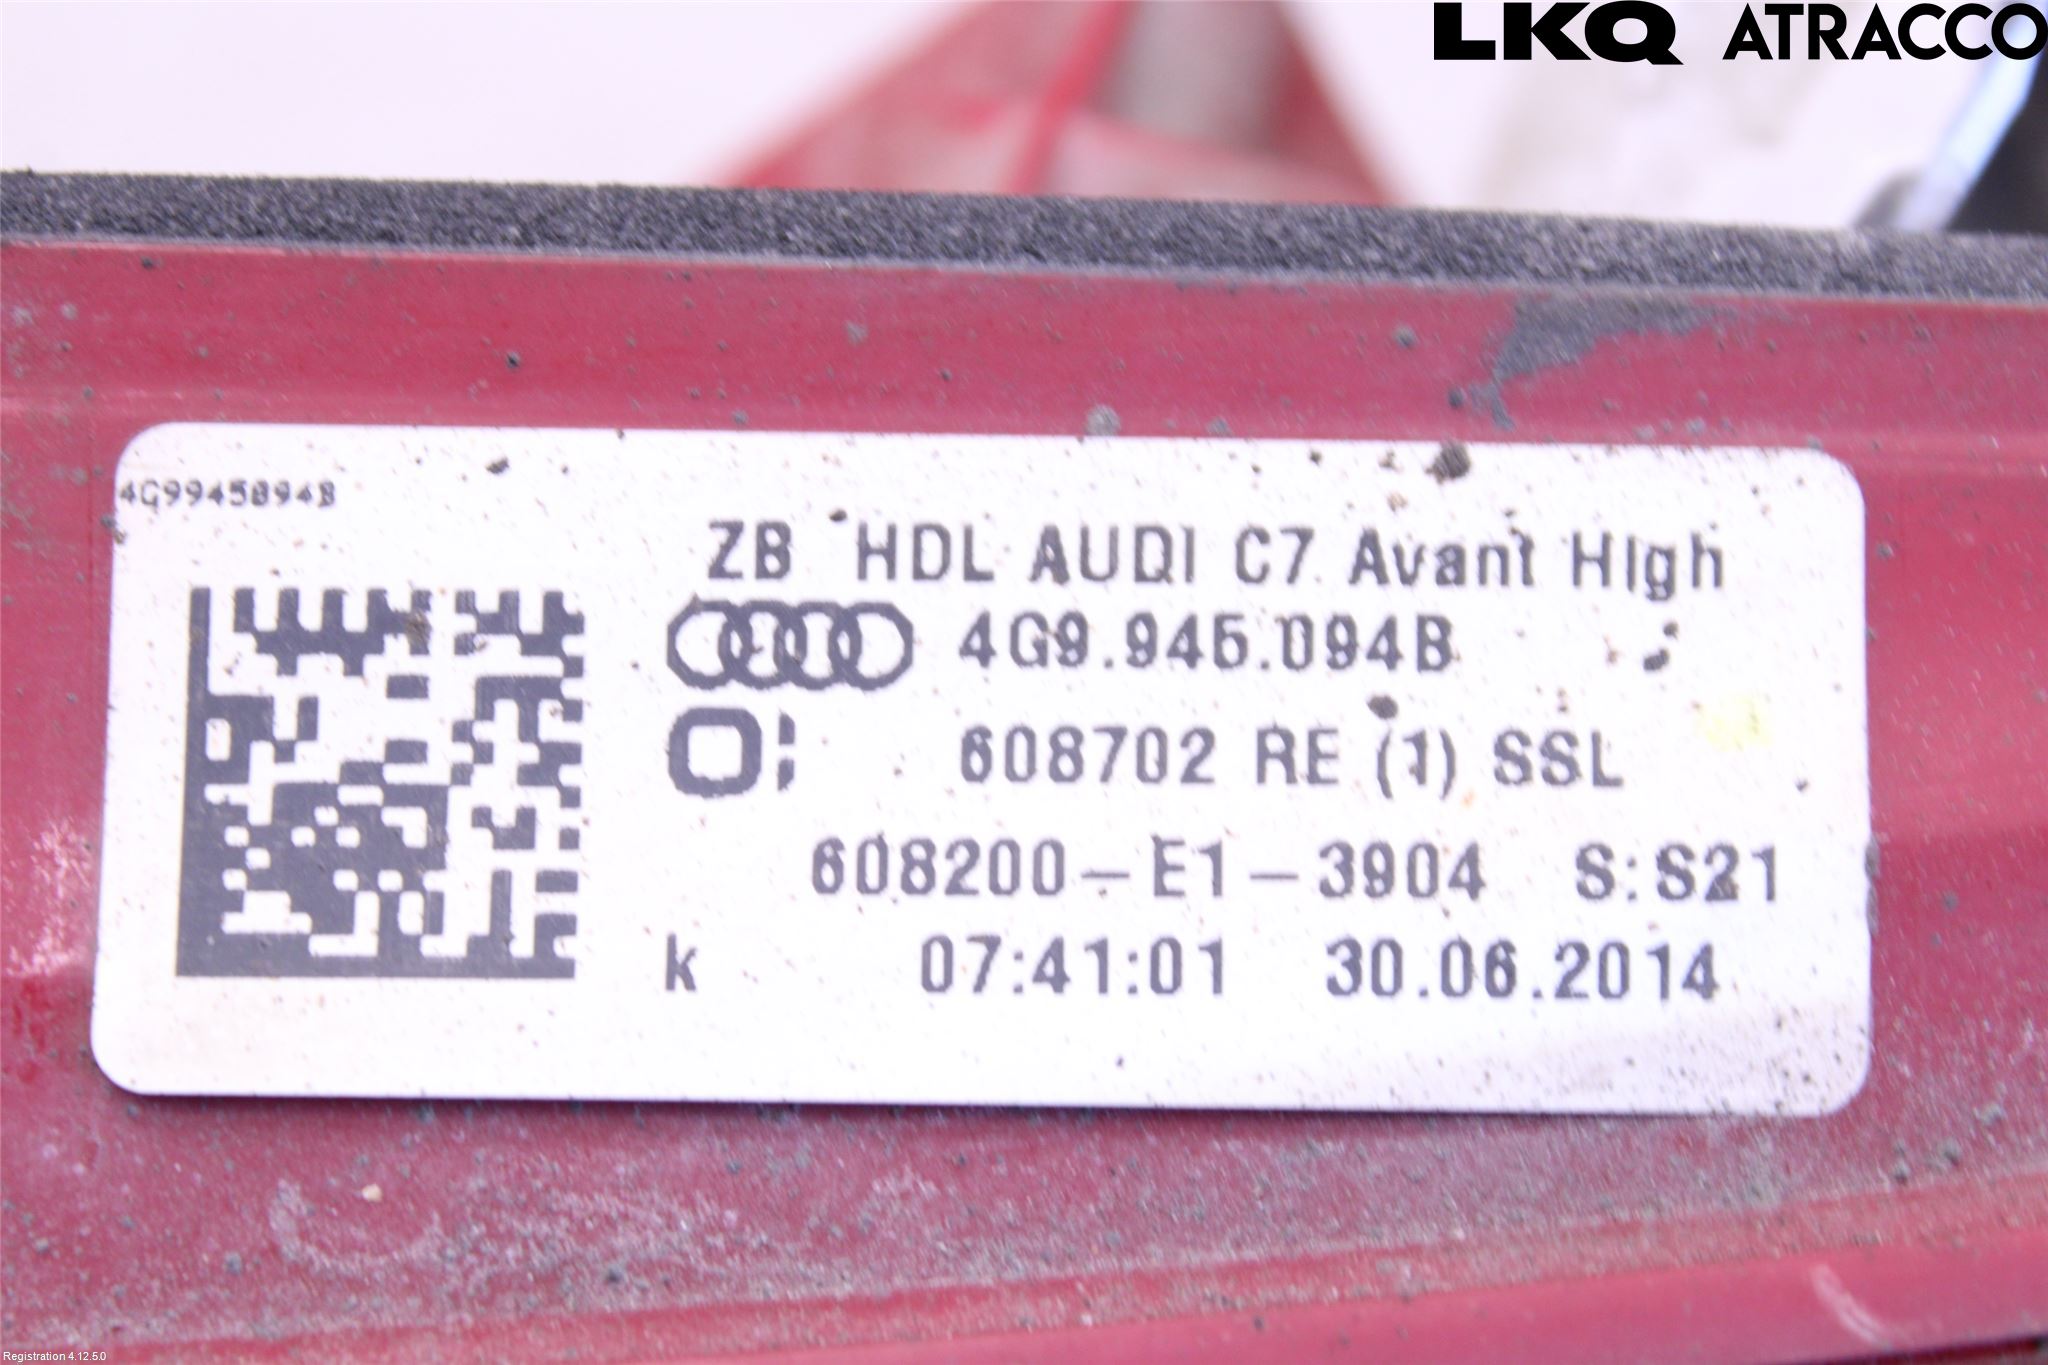 LKQ ATRACCO
4G9945094B
ZB HDL AUDI C7 Avant High
4G9.945.094B
608702 RE (1) SSL
608200-E1-3904 S:S21
k 07:41:01 30.06.2014
Registration 4.12.5.0